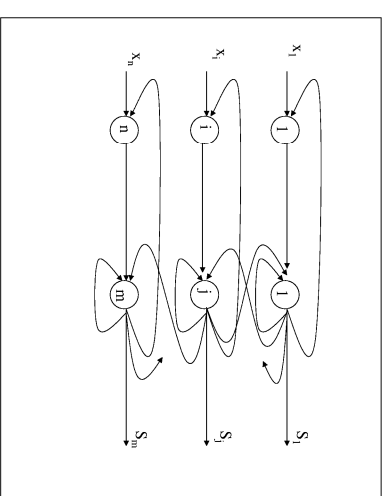 x₁ xᵢ xₙ
1 i n
1 j m
S₁ Sⱼ Sₘ